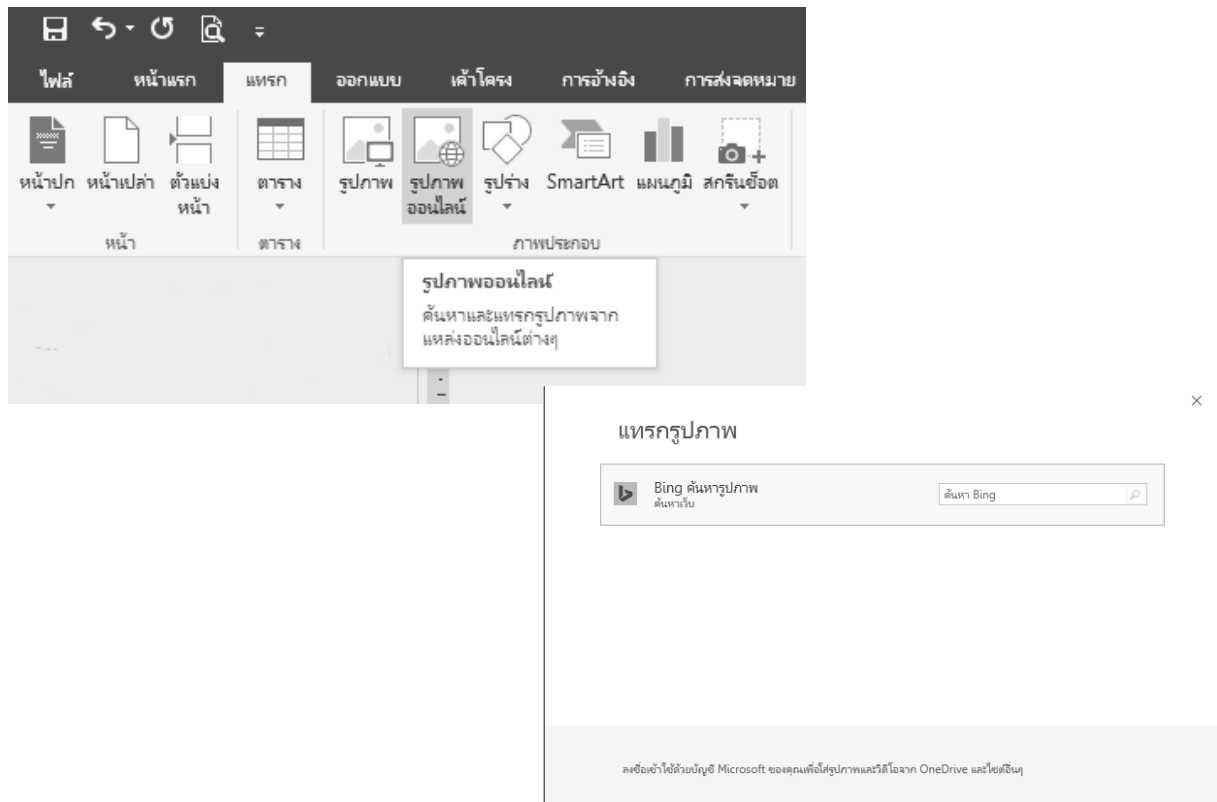 ไฟล์ หน้าแรก แทรก ออกแบบ เค้าโครง การอ้างอิง การส่งจดหมาย
หน้าปก หน้าเปล่า ตัวแบ่ง ตาราง รูปภาพ รูปภาพ รูปร่าง SmartArt แผนภูมิ สกรีนช็อต
หน้า ออนไลน์
หน้า ตาราง ภาพประกอบ
รูปภาพออนไลน์
ค้นหาและแทรกรูปภาพจาก
แหล่งออนไลน์ต่างๆ
แทรกรูปภาพ
Bing ค้นหารูปภาพ ค้นหา Bing
ค้นหาเว็บ
ลงชื่อเข้าใช้ด้วยบัญชี Microsoft ของคุณเพื่อใส่รูปภาพและวิดีโอจาก OneDrive และไซต์อื่นๆ